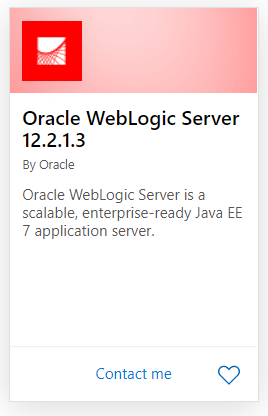 Oracle WebLogic Server
12.2.1.3
By Oracle
Oracle WebLogic Server is a
scalable, enterprise-ready Java EE
7 application server.
Contact me